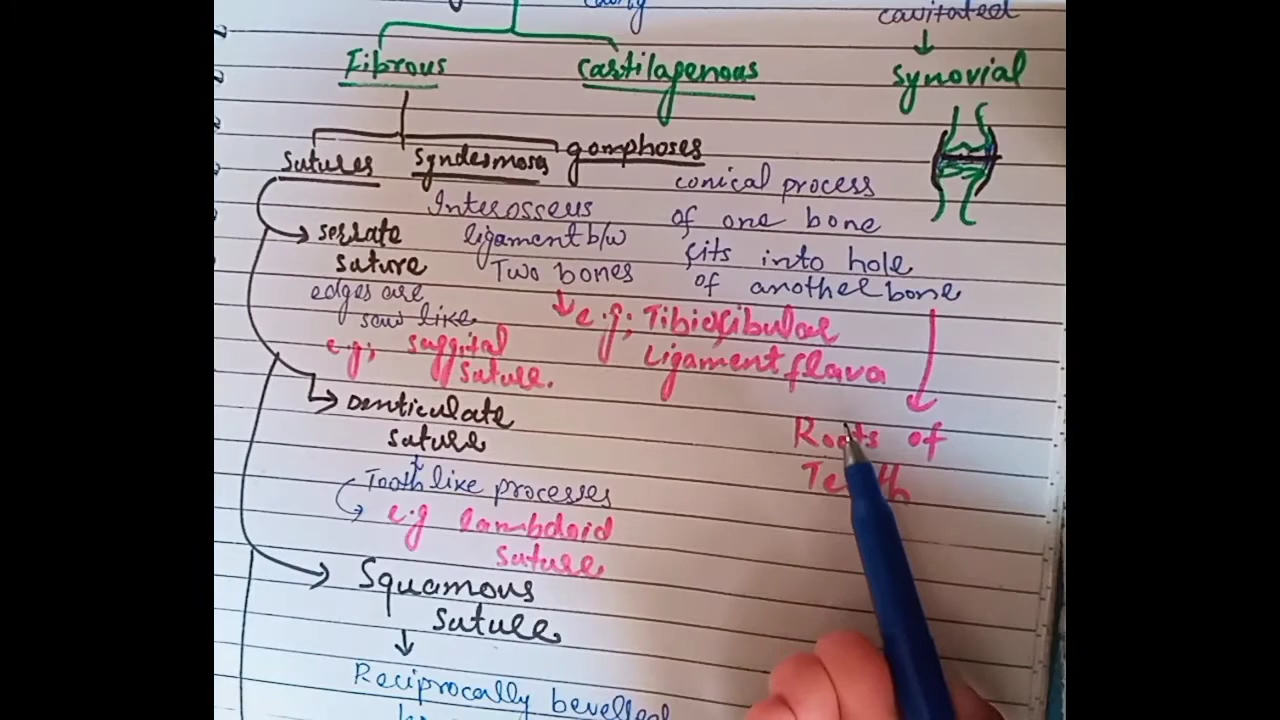 cavity
cavitated
Fibrous
Cartilagenous
Synovial
Sutures
Syndesmoses
gomphoses
Interosseus
ligament b/w
Two bones
conical process
of one bone
fits into hole
of another bone
serrate
suture
edges are
saw like
e.g; saggital
suture.
e.g; Tibiofibular
Ligament flava
Roots of
Teeth
Denticulate
suture
Tooth like processes
e.g lambdoid
suture
Squamous
suture
Reciprocally bevelled